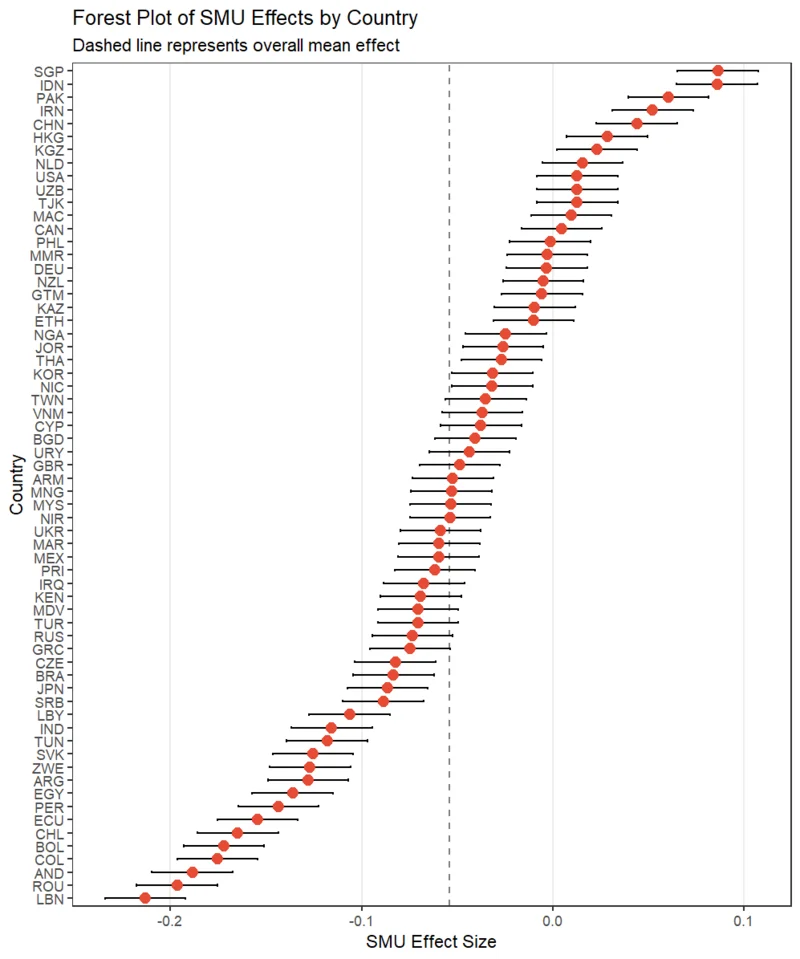 Forest Plot of SMU Effects by Country
Dashed line represents overall mean effect
SGP
IDN
PAK
IRN
CHN
HKG
KGZ
NLD
USA
UZB
TJK
MAC
CAN
PHL
MMR
DEU
NZL
GTM
KAZ
ETH
NGA
JOR
THA
KOR
NIC
TWN
VNM
CYP
BGD
URY
GBR
ARM
MNG
MYS
NIR
UKR
MAR
MEX
PRI
IRQ
KEN
MDV
TUR
RUS
GRC
CZE
BRA
JPN
SRB
LBY
IND
TUN
SVK
ZWE
ARG
EGY
PER
ECU
CHL
BOL
COL
AND
ROU
LBN
Country
-0.2 -0.1 0.0 0.1
SMU Effect Size